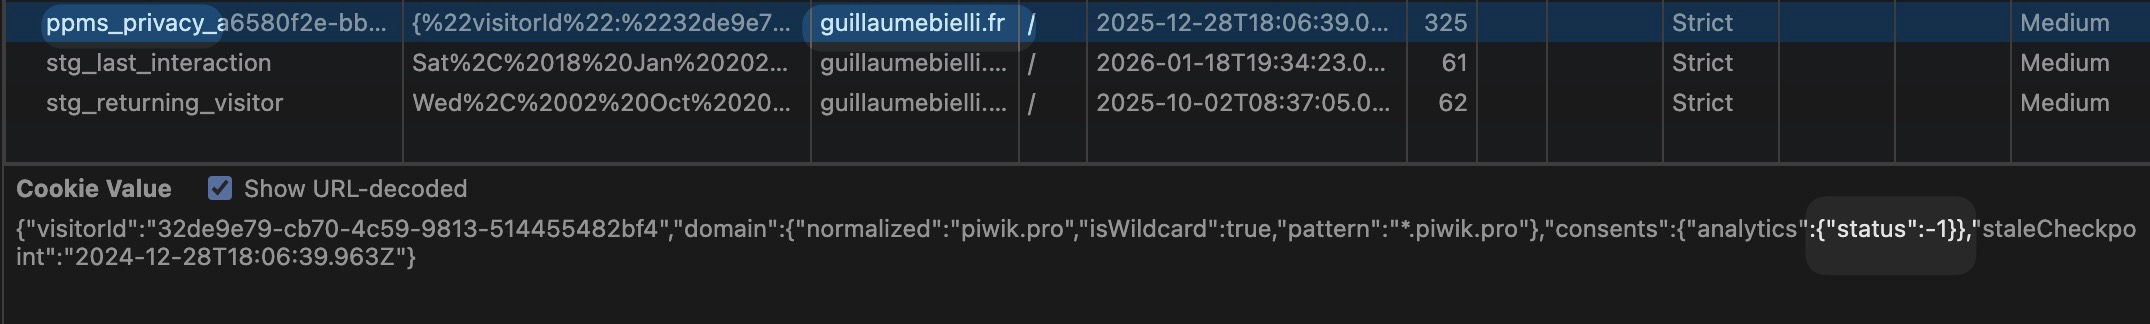 ppms_privacy_a6580f2e-bb... {%22visitorId%22:%2232de9e7... guillaumebielli.fr / 2025-12-28T18:06:39.0... 325 Strict Medium
stg_last_interaction Sat%2C%2018%20Jan%20202... guillaumebielli.... / 2026-01-18T19:34:23.0... 61 Strict Medium
stg_returning_visitor Wed%2C%2002%20Oct%2020... guillaumebielli.... / 2025-10-02T08:37:05.0... 62 Strict Medium
Cookie Value Show URL-decoded
{"visitorId":"32de9e79-cb70-4c59-9813-514455482bf4","domain":{"normalized":"piwik.pro","isWildcard":true,"pattern":"*.piwik.pro"},"consents":{"analytics":{"status":-1}},"staleCheckpo
int":"2024-12-28T18:06:39.963Z"}